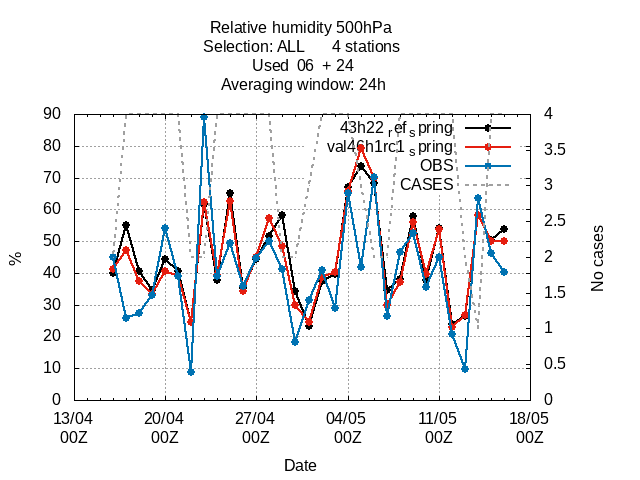 Relative humidity 500hPa
Selection: ALL 4 stations
Used 06 + 24
Averaging window: 24h
43h22_ref_spring
val46h1rc1_spring
OBS
CASES
90
80
70
60
50
40
30
20
10
0
4
3.5
3
2.5
2
1.5
1
0.5
0
%
No cases
13/04 20/04 27/04 04/05 11/05 18/05
00Z 00Z 00Z 00Z 00Z 00Z
Date